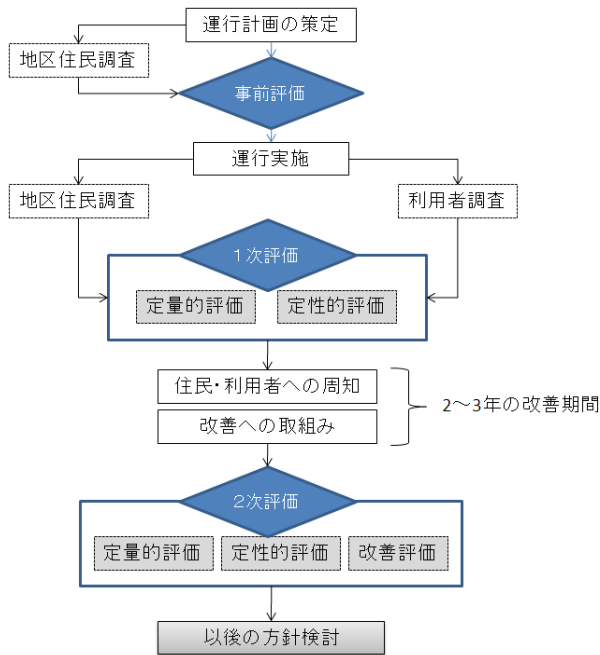 運行計画の策定
地区住民調査
事前評価
運行実施
地区住民調査
利用者調査
1次評価
定量的評価
定性的評価
住民・利用者への周知
改善への取組み
2～3年の改善期間
2次評価
定量的評価
定性的評価
改善評価
以後の方針検討